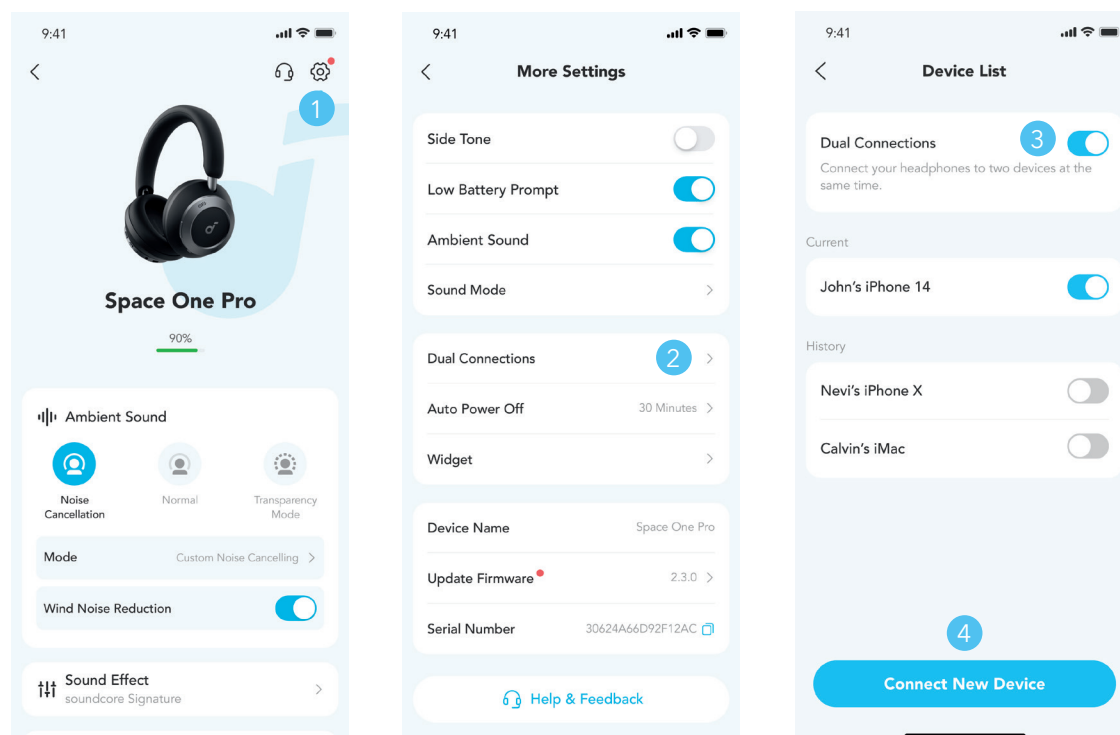 9:41
1
Space One Pro
90%
Ambient Sound
Noise
Cancellation
Normal
Transparency
Mode
Mode
Custom Noise Cancelling
Wind Noise Reduction
Sound Effect
soundcore Signature
9:41
More Settings
Side Tone
Low Battery Prompt
Ambient Sound
Sound Mode
Dual Connections
2
Auto Power Off
30 Minutes
Widget
Device Name
Space One Pro
Update Firmware
2.3.0
Serial Number
30624A66D92F12AC
Help & Feedback
9:41
Device List
Dual Connections
3
Connect your headphones to two devices at the
same time.
Current
John's iPhone 14
History
Nevi's iPhone X
Calvin's iMac
4
Connect New Device